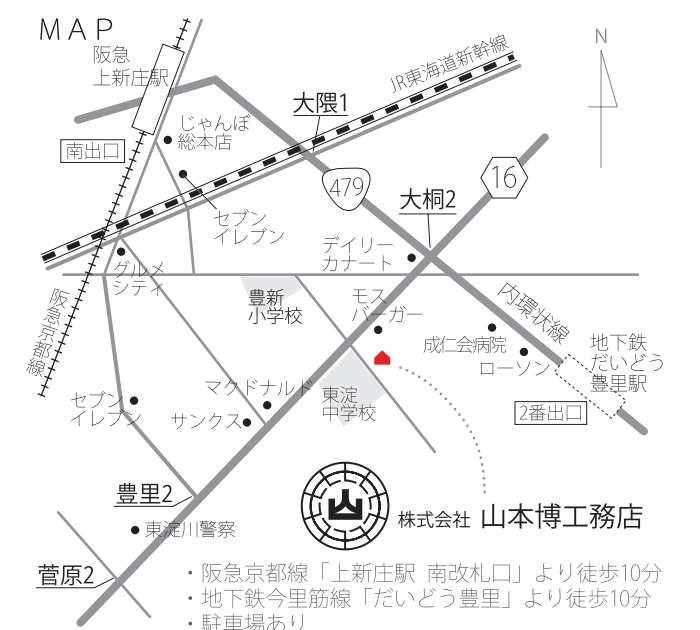 MAP
阪急
上新庄駅
JR東海道新幹線
N
大隈1
じゃんぼ
総本店
南出口
479
16
大桐2
セブン
イレブン
デイリー
カナート
グルメ
シティ
阪急京都線
豊新
小学校
モス
バーガー
内環状線
成仁会病院
ローソン
地下鉄
だいどう
豊里駅
2番出口
マクドナルド
セブン
イレブン
サンクス
東淀
中学校
豊里2
東淀川警察
菅原2
山
株式会社 山本博工務店
・阪急京都線「上新庄駅 南改札口」より徒歩10分
・地下鉄今里筋線「だいどう豊里」より徒歩10分
・駐車場あり